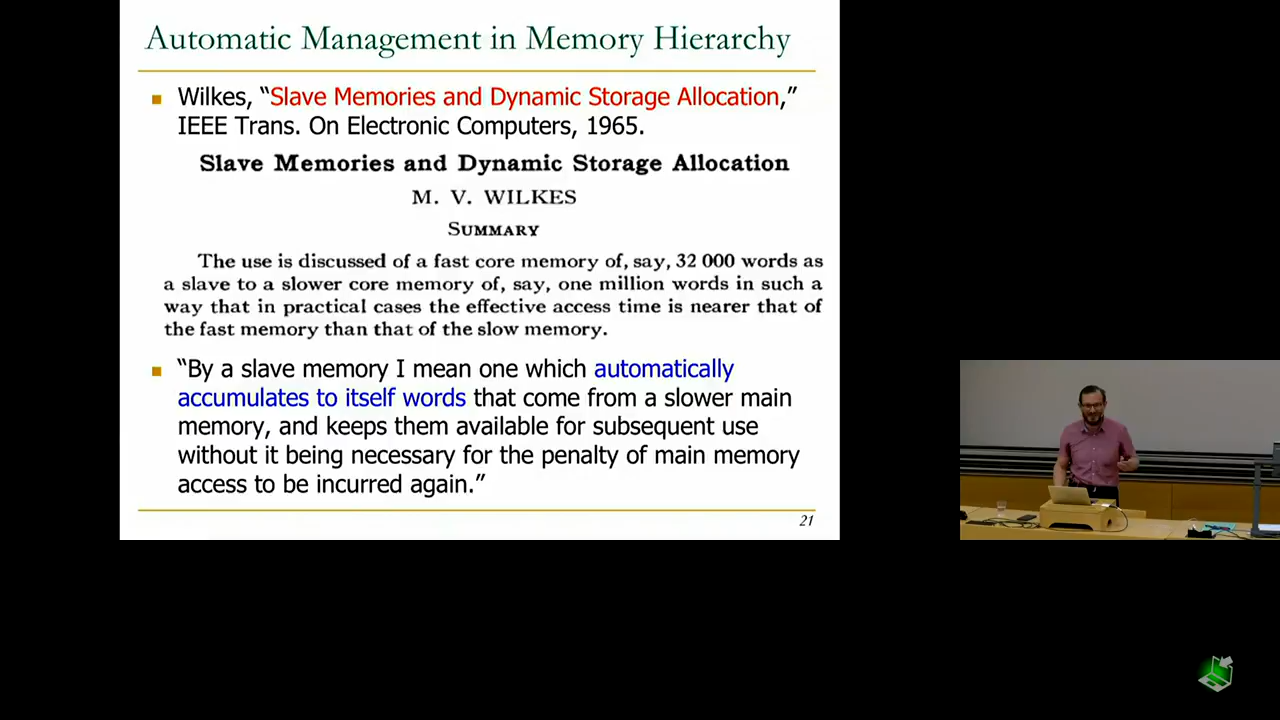 Automatic Management in Memory Hierarchy
Wilkes, “Slave Memories and Dynamic Storage Allocation,”
IEEE Trans. On Electronic Computers, 1965.
Slave Memories and Dynamic Storage Allocation
M. V. WILKES
SUMMARY
The use is discussed of a fast core memory of, say, 32 000 words as
a slave to a slower core memory of, say, one million words in such a
way that in practical cases the effective access time is nearer that of
the fast memory than that of the slow memory.
“By a slave memory I mean one which automatically
accumulates to itself words that come from a slower main
memory, and keeps them available for subsequent use
without it being necessary for the penalty of main memory
access to be incurred again.”
21